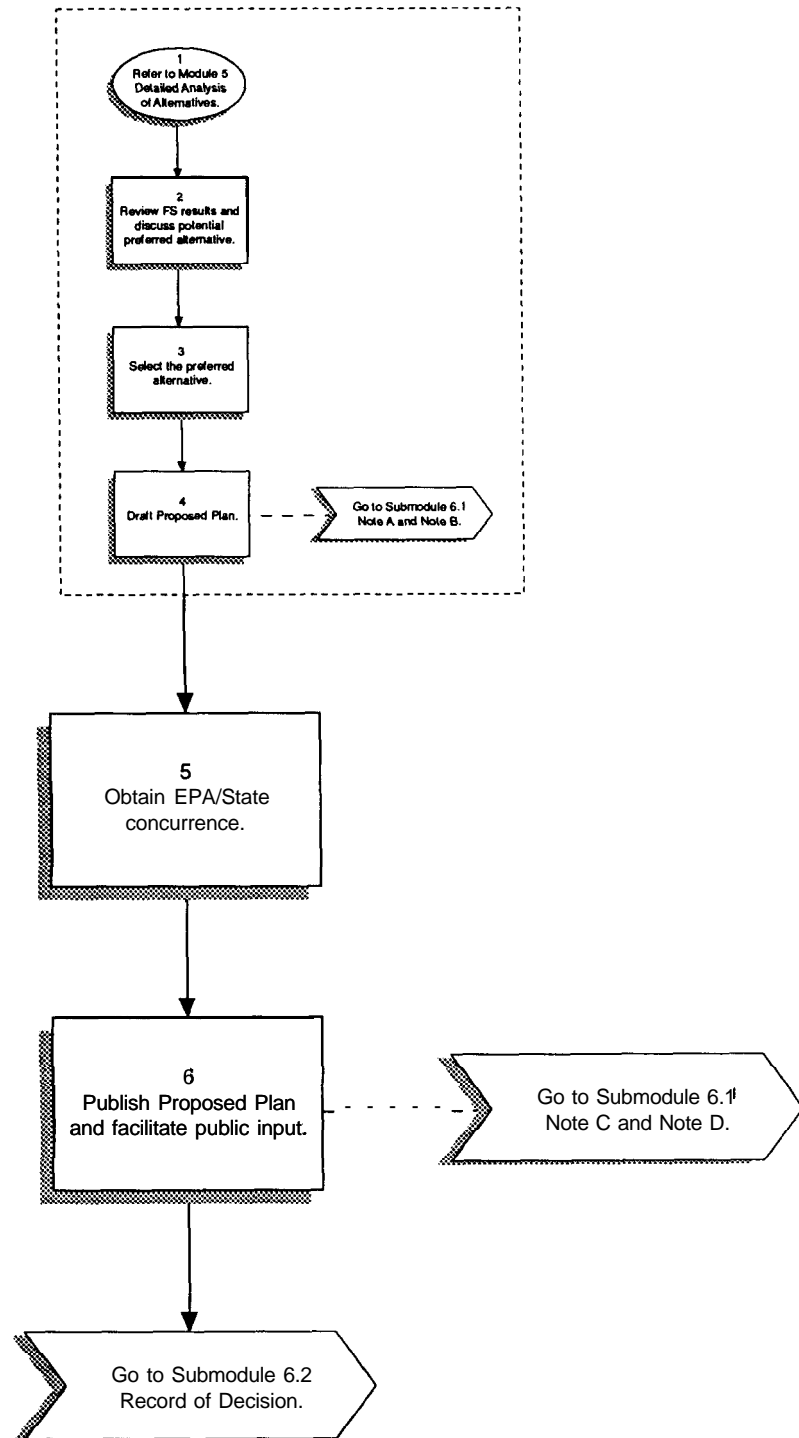 1
Refer to Module 5
Detailed Analysis
of Alternatives.
2
Review FS results and
discuss potential
preferred alternative.
3
Select the preferred
alternative.
4
Draft Proposed Plan.
Go to Submodule 6.1
Note A and Note B.
5
Obtain EPA/State
concurrence.
6
Publish Proposed Plan
and facilitate public input.
Go to Submodule 6.1
Note C and Note D.
Go to Submodule 6.2
Record of Decision.